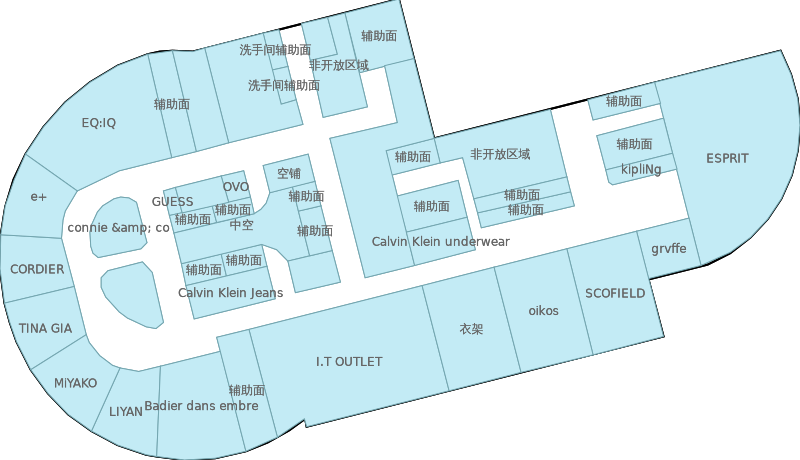 辅助面
洗手间辅助面
非开放区域
洗手间辅助面
辅助面
EQ:IQ
辅助面
辅助面
kipliNg
ESPRIT
辅助面
非开放区域
空铺
e+
OVO
GUESS
辅助面
辅助面
辅助面
辅助面
辅助面
辅助面
辅助面
connie &amp; co
中空
辅助面
Calvin Klein underwear
grvffe
CORDIER
辅助面
辅助面
Calvin Klein Jeans
SCOFIELD
oikos
TINA GIA
衣架
I.T OUTLET
MiYAKO
辅助面
LIYAN
Badier dans embre